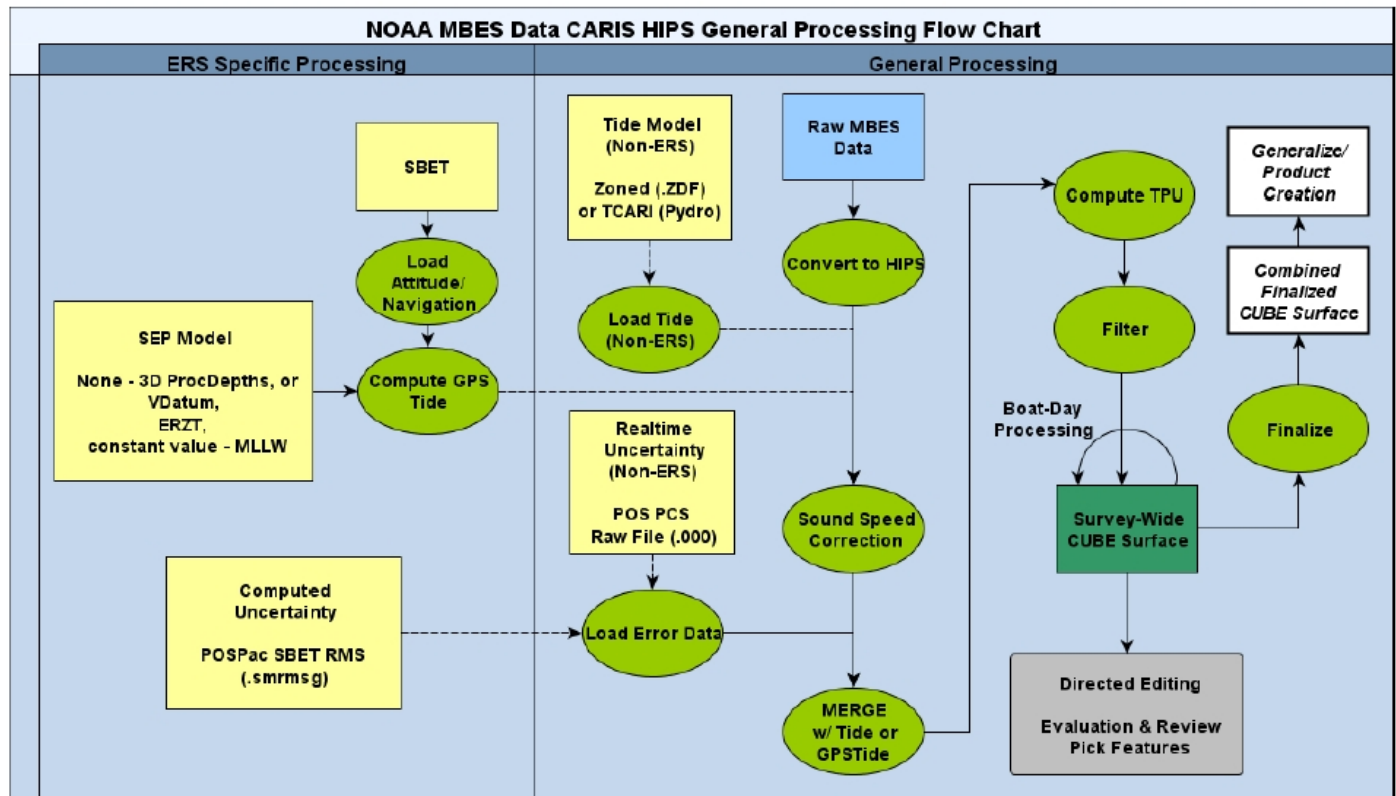 NOAA MBES Data CARIS HIPS General Processing Flow Chart
ERS Specific Processing
General Processing
SBET
Load
Attitude/
Navigation
SEP Model
None - 3D ProcDepths, or
VDatum,
ERZT,
constant value - MLLW
Compute GPS
Tide
Computed
Uncertainty
POSPac SBET RMS
(.smrmsg)
Tide Model
(Non-ERS)
Zoned (.ZDF)
or TCARI (Pydro)
Load Tide
(Non-ERS)
Realtime
Uncertainty
(Non-ERS)
POS PCS
Raw File (.000)
Load Error Data
Raw MBES
Data
Convert to HIPS
Sound Speed
Correction
MERGE
w/ Tide or
GPSTide
Compute TPU
Filter
Boat-Day
Processing
Survey-Wide
CUBE Surface
Directed Editing
Evaluation & Review
Pick Features
Generalize/
Product
Creation
Combined
Finalized
CUBE Surface
Finalize